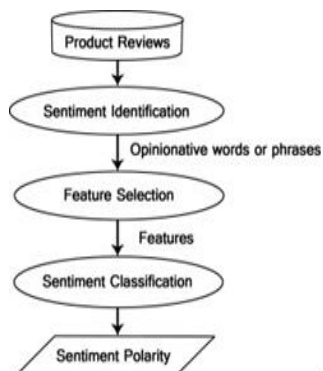 Product Reviews
Sentiment Identification
Opinionative words or phrases
Feature Selection
Features
Sentiment Classification
Sentiment Polarity